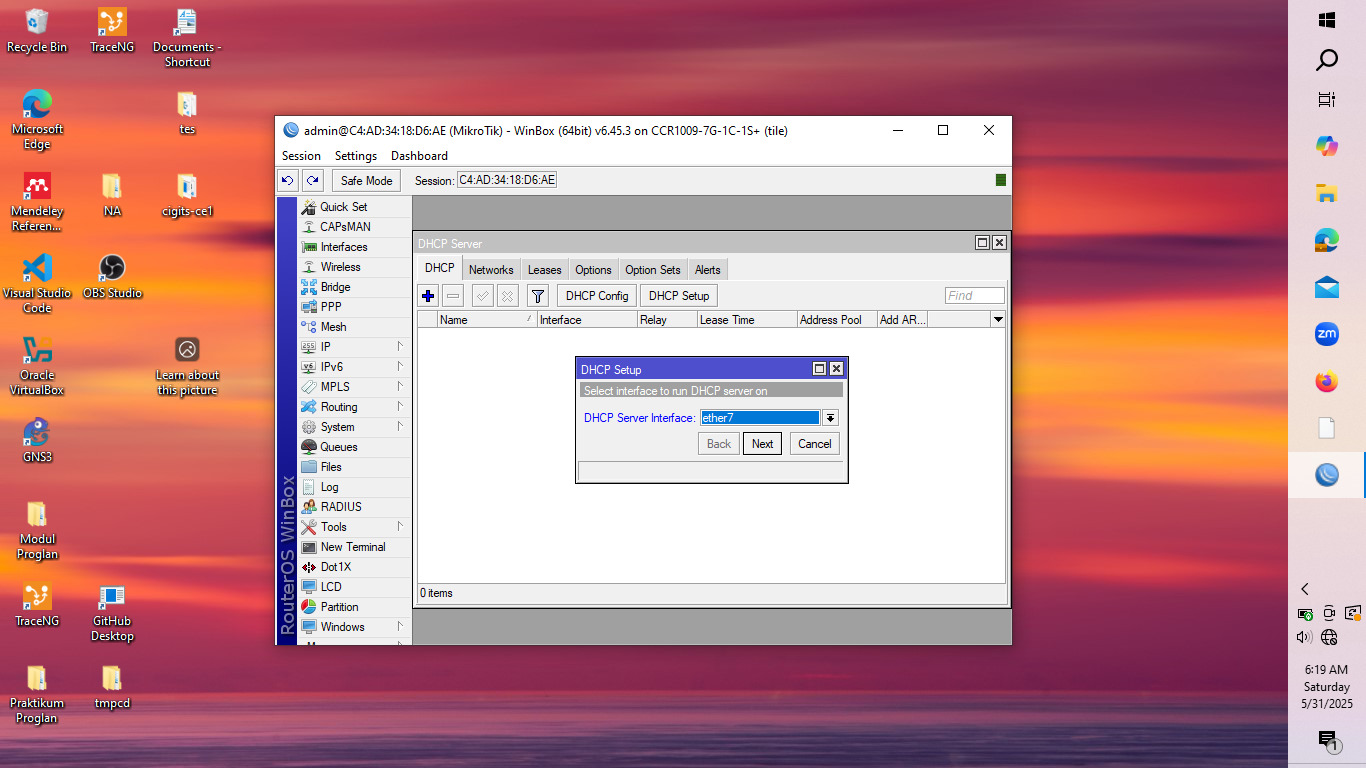 Recycle Bin
TraceNG
Documents -
Shortcut
Microsoft
Edge
tes
Mendeley
Referen...
NA
cigits-ce1
Visual Studio
Code
OBS Studio
Oracle
VirtualBox
Learn about
this picture
GNS3
Modul
Proglan
TraceNG
GitHub
Desktop
Praktikum
Proglan
tmpcd
admin@C4:AD:34:18:D6:AE (MikroTik) - WinBox (64bit) v6.45.3 on CCR1009-7G-1C-1S+ (tile)
Session Settings Dashboard
Safe Mode Session: C4:AD:34:18:D6:AE
RouterOS WinBox
Quick Set
CAPsMAN
Interfaces
Wireless
Bridge
PPP
Mesh
IP
IPv6
MPLS
Routing
System
Queues
Files
Log
RADIUS
Tools
New Terminal
Dot1X
LCD
Partition
Windows
DHCP Server
DHCP Networks Leases Options Option Sets Alerts
DHCP Config DHCP Setup Find
Name Interface Relay Lease Time Address Pool Add AR...
DHCP Setup
Select interface to run DHCP server on
DHCP Server Interface: ether7
Back Next Cancel
0 items
zm
6:19 AM
Saturday
5/31/2025
1